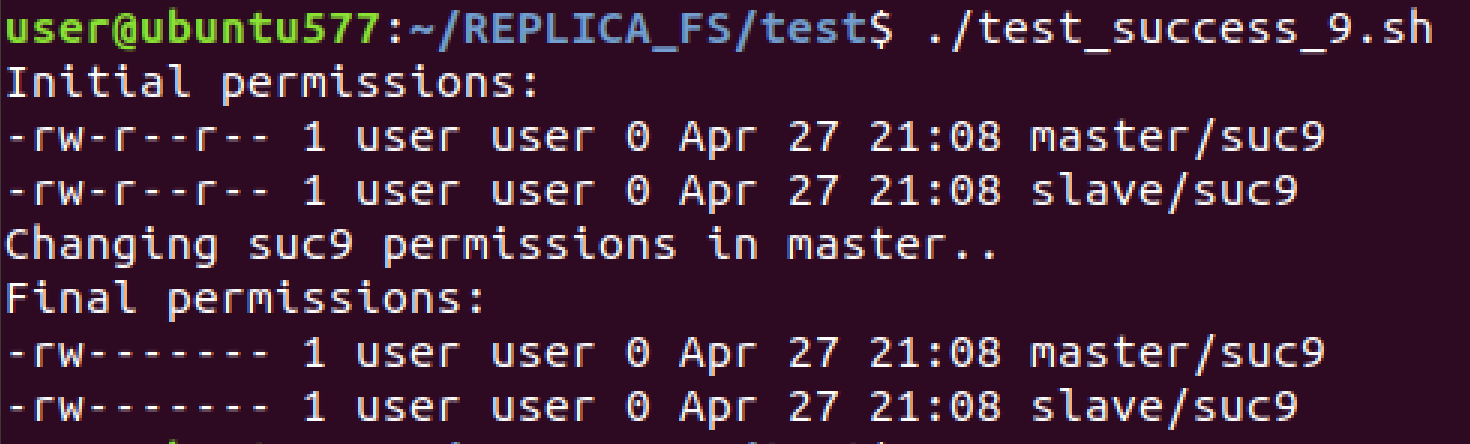 user@ubuntu577:~/REPLICA_FS/test$ ./test_success_9.sh
Initial permissions:
-rw-r--r-- 1 user user 0 Apr 27 21:08 master/suc9
-rw-r--r-- 1 user user 0 Apr 27 21:08 slave/suc9
Changing suc9 permissions in master..
Final permissions:
-rw------- 1 user user 0 Apr 27 21:08 master/suc9
-rw------- 1 user user 0 Apr 27 21:08 slave/suc9